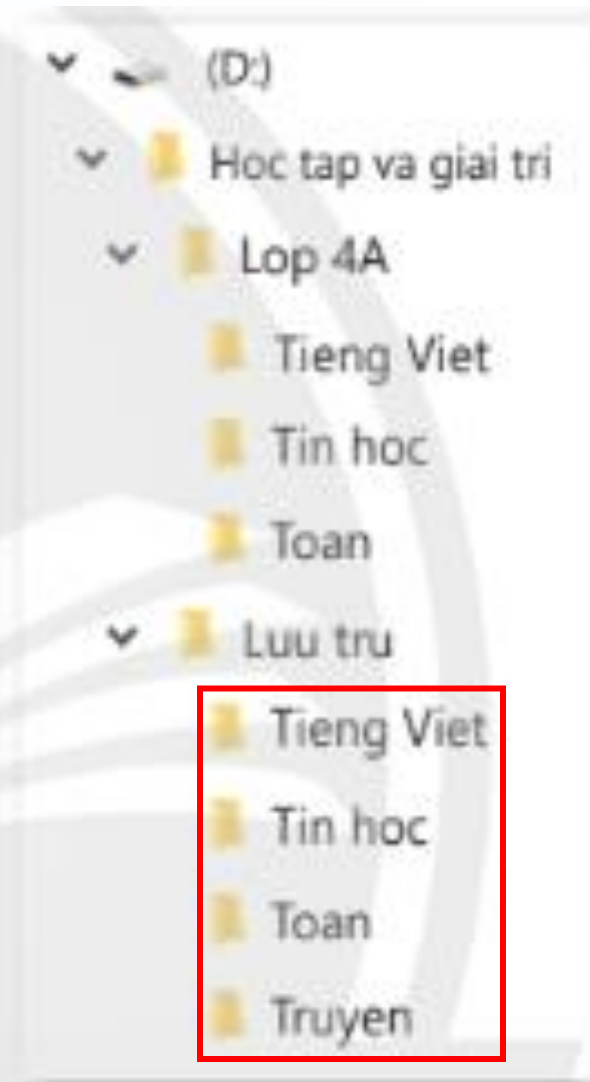 (D:)
Hoc tap va giai tri
Lop 4A
Tieng Viet
Tin hoc
Toan
Luu tru
Tieng Viet
Tin hoc
Toan
Truyen